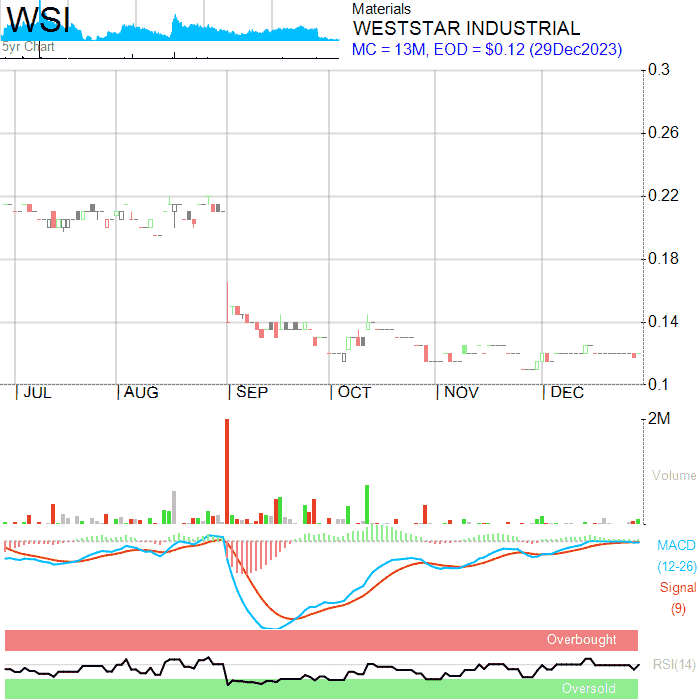 WSI
5yr Chart
Materials
WESTSTAR INDUSTRIAL
MC = 13M, EOD = $0.12 (29Dec2023)
0.3
0.26
0.22
0.18
0.14
0.1
JUL AUG SEP OCT NOV DEC
2M
Volume
MACD
(12-26)
Signal
(9)
Overbought
RSI(14)
Oversold